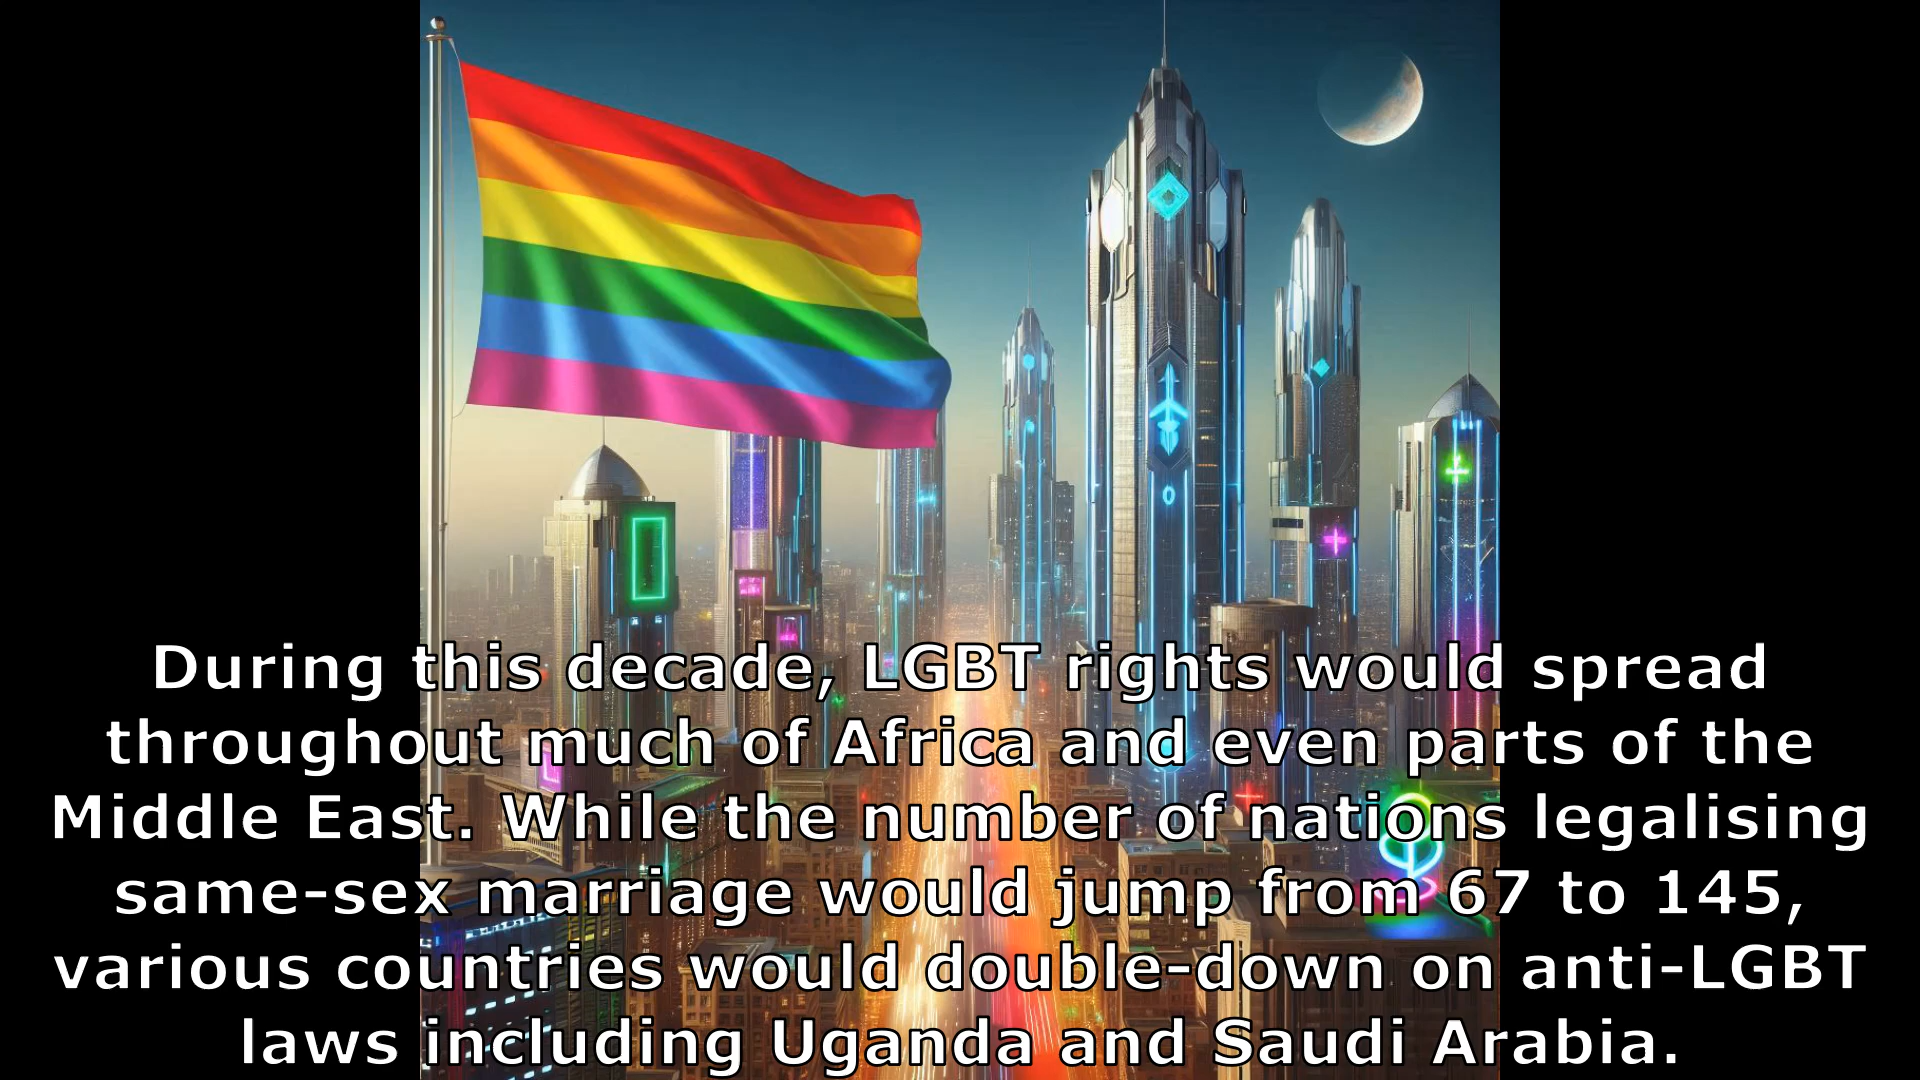 During this decade, LGBT rights would spread
throughout much of Africa and even parts of the
Middle East. While the number of nations legalising
same-sex marriage would jump from 67 to 145,
various countries would double-down on anti-LGBT
laws including Uganda and Saudi Arabia.